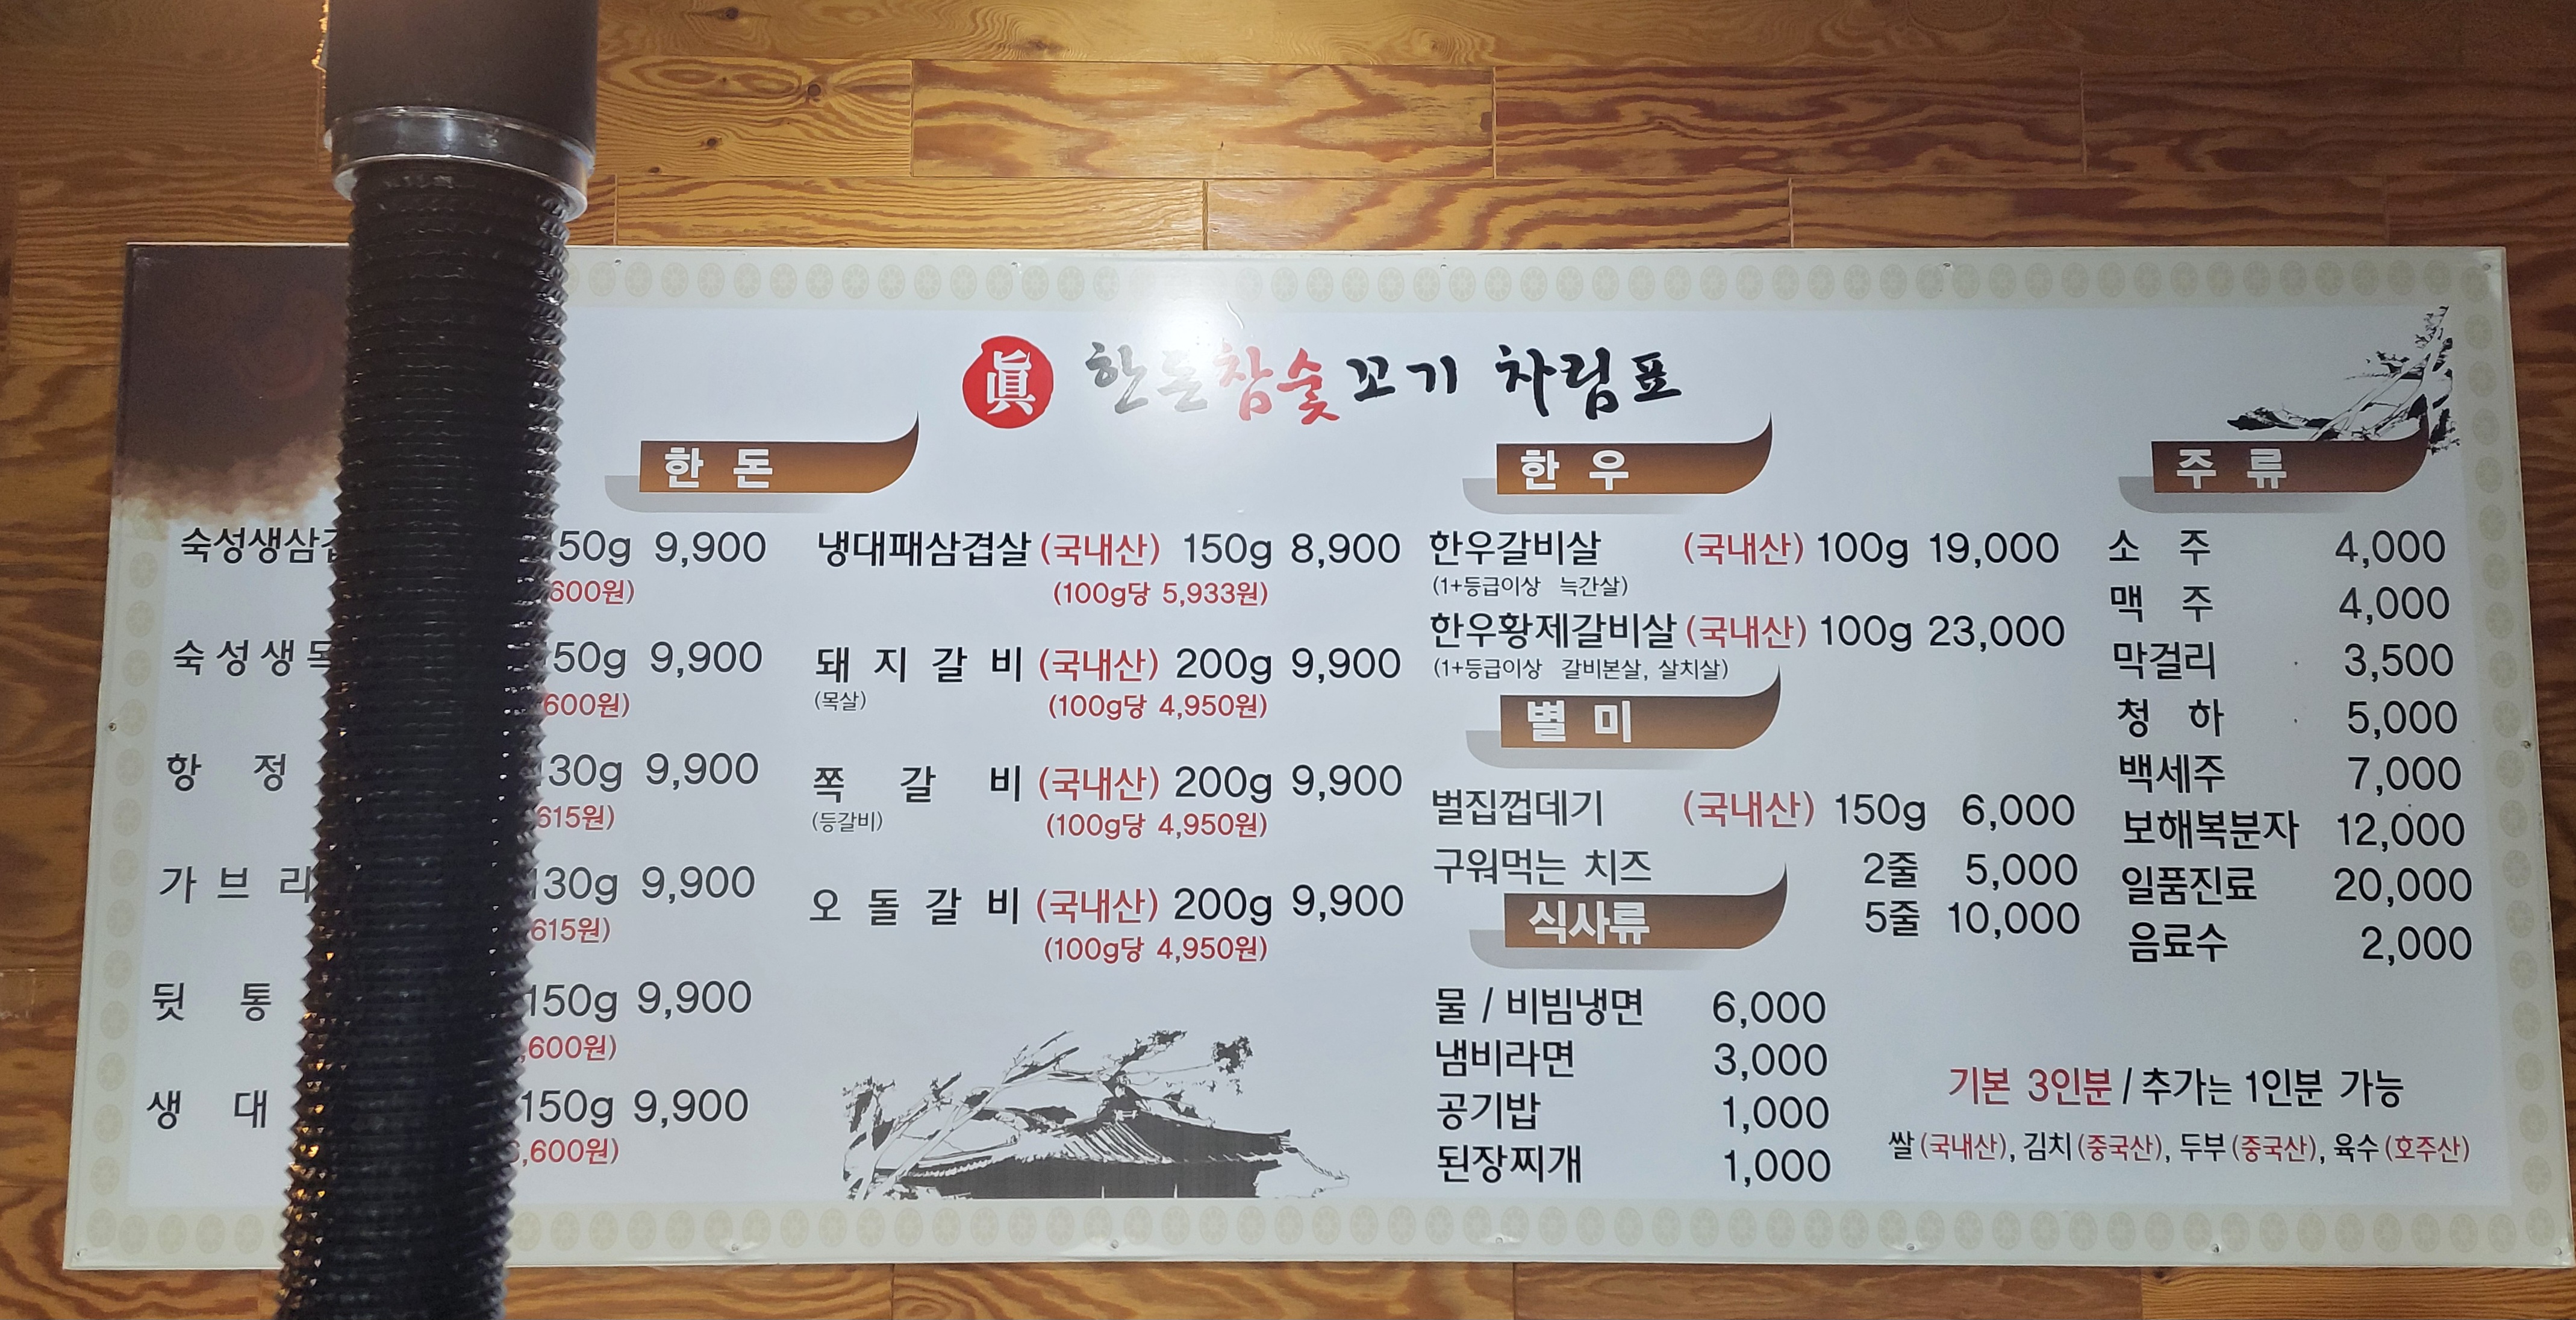 眞 한돈참숯꼬기 차림표
한돈
숙성생삼 50g 9,900
600원)
숙성생 50g 9,900
600원)
항정 130g 9,900
615원)
가브리 130g 9,900
615원)
뒷통 150g 9,900
,600원)
생대 150g 9,900
,600원)
냉대패삼겹살 (국내산) 150g 8,900
(100g당 5,933원)
돼지갈비 (국내산) 200g 9,900
(목살) (100g당 4,950원)
쪽갈비 (국내산) 200g 9,900
(등갈비) (100g당 4,950원)
오돌갈비 (국내산) 200g 9,900
(100g당 4,950원)
한우
한우갈비살 (국내산) 100g 19,000
(1+등급이상 늑간살)
한우황제갈비살 (국내산) 100g 23,000
(1+등급이상 갈비본살, 살치살)
별미
벌집껍데기 (국내산) 150g 6,000
구워먹는 치즈 2줄 5,000
5줄 10,000
식사류
물 / 비빔냉면 6,000
냄비라면 3,000
공기밥 1,000
된장찌개 1,000
주류
소주 4,000
맥주 4,000
막걸리 3,500
청하 5,000
백세주 7,000
보해복분자 12,000
일품진료 20,000
음료수 2,000
기본 3인분 / 추가는 1인분 가능
쌀(국내산), 김치(중국산), 두부(중국산), 육수(호주산)